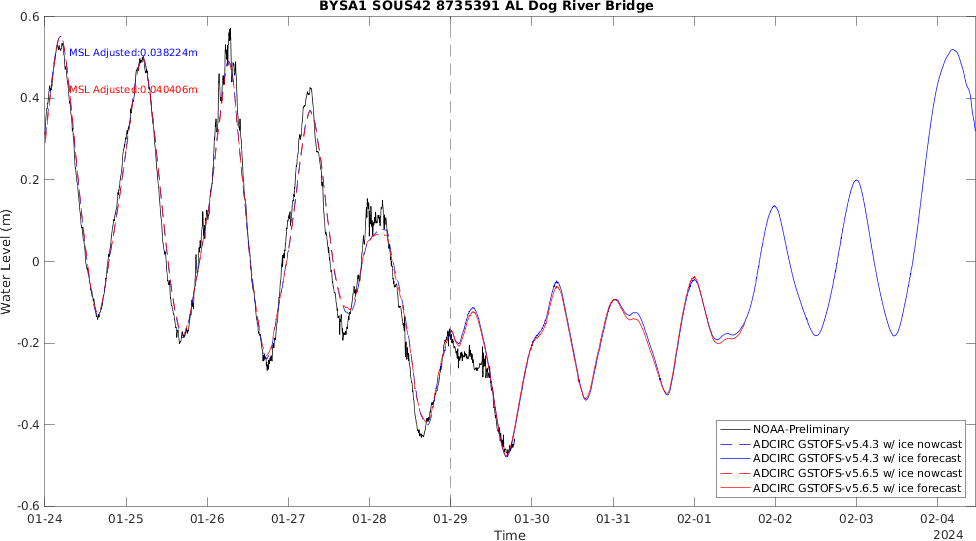 BYSA1 SOUS42 8735391 AL Dog River Bridge
0.6
MSL Adjusted:0.038224m
MSL Adjusted:0.040406m
0.4
0.2
0
-0.2
-0.4
-0.6
Water Level (m)
NOAA-Preliminary
ADCIRC GSTOFS-v5.4.3 w/ ice nowcast
ADCIRC GSTOFS-v5.4.3 w/ ice forecast
ADCIRC GSTOFS-v5.6.5 w/ ice nowcast
ADCIRC GSTOFS-v5.6.5 w/ ice forecast
01-24 01-25 01-26 01-27 01-28 01-29 01-30 01-31 02-01 02-02 02-03 02-04
Time
2024